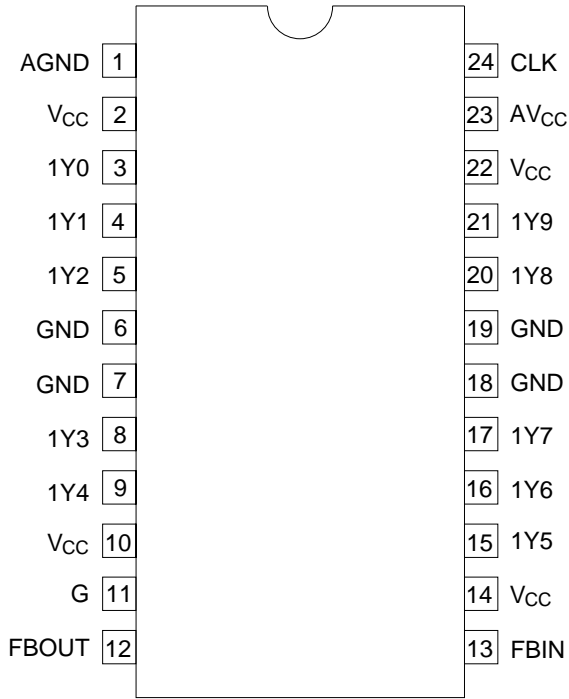 AGND 1 24 CLK
VCC 2 23 AVCC
1Y0 3 22 VCC
1Y1 4 21 1Y9
1Y2 5 20 1Y8
GND 6 19 GND
GND 7 18 GND
1Y3 8 17 1Y7
1Y4 9 16 1Y6
VCC 10 15 1Y5
G 11 14 VCC
FBOUT 12 13 FBIN